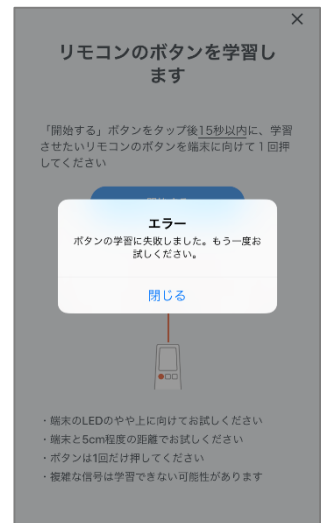 ×
リモコンのボタンを学習し
ます
「開始する」ボタンをタップ後15秒以内に、学習
させたいリモコンのボタンを端末に向けて1回押
してください
エラー
ボタンの学習に失敗しました。もう一度お
試しください。
閉じる
・端末のLEDのやや上に向けてお試しください
・端末と5cm程度の距離でお試しください
・ボタンは1回だけ押してください
・複雑な信号は学習できない可能性があります